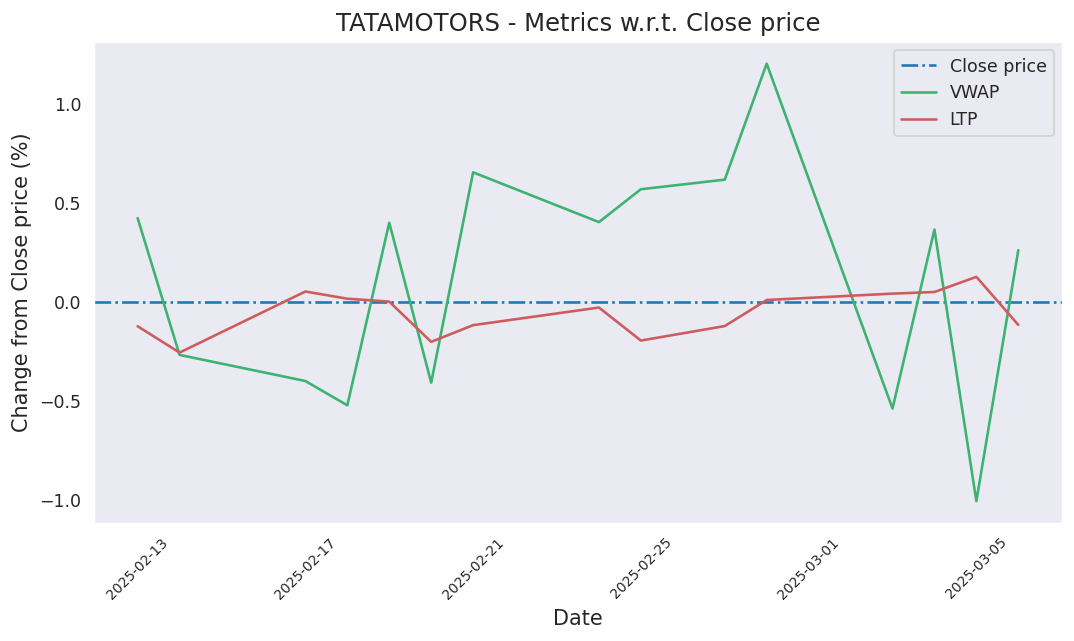 TATAMOTORS - Metrics w.r.t. Close price
Close price
VWAP
LTP
Change from Close price (%)
1.0
0.5
0.0
−0.5
−1.0
2025-02-13
2025-02-17
2025-02-21
2025-02-25
2025-03-01
2025-03-05
Date